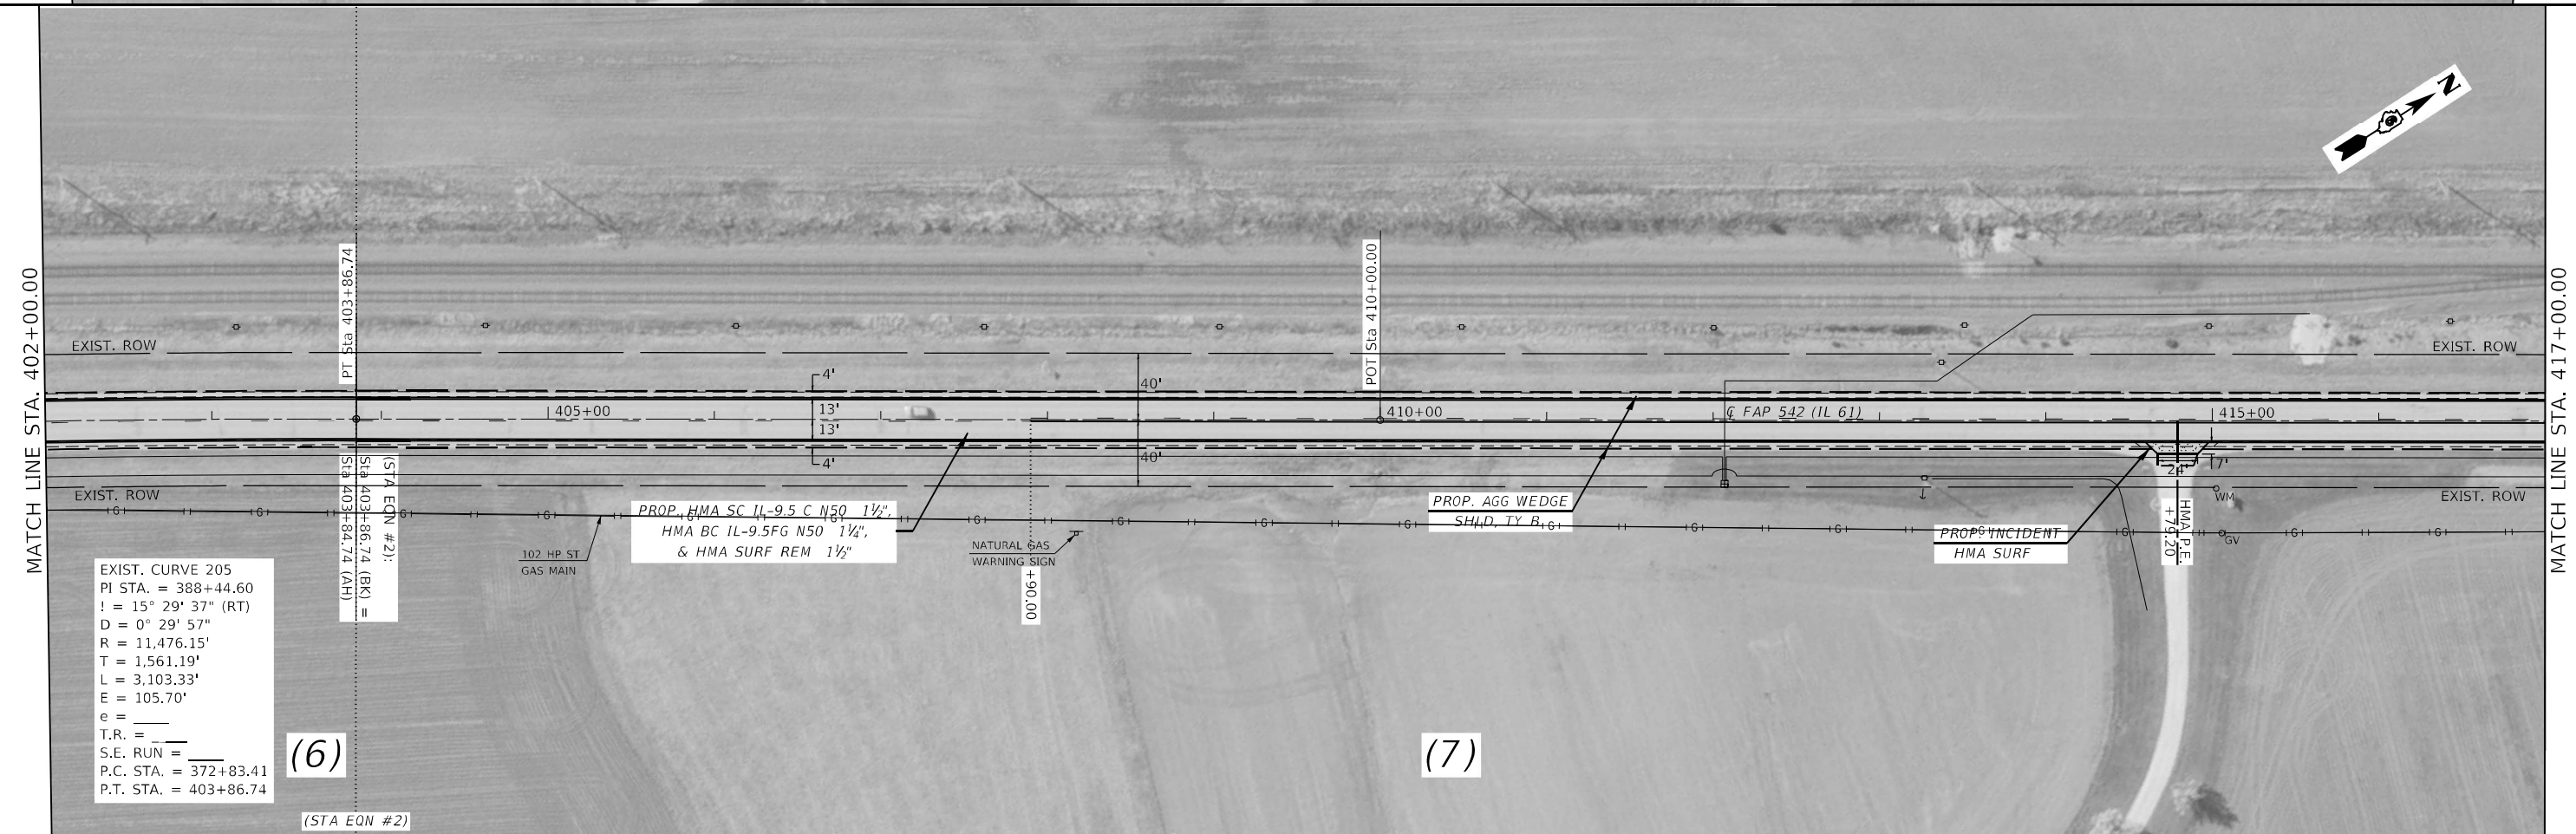 MATCH LINE STA. 402+00.00
MATCH LINE STA. 417+00.00
N
PT Sta 403+86.74
POT Sta 410+00.00
EXIST. ROW
EXIST. ROW
4'
40'
13'
13'
4'
40'
405+00
410+00
℄ FAP 542 (IL 61)
415+00
EXIST. ROW
EXIST. ROW
(STA EQN #2):
Sta 403+86.74 (BK) =
Sta 403+84.74 (AH)
G G G G G G G G G G G
PROP. HMA SC IL-9.5 C N50 1½",
HMA BC IL-9.5FG N50 1¼",
& HMA SURF REM 1½"
102 HP ST
GAS MAIN
NATURAL GAS
WARNING SIGN
+90.00
PROP. AGG WEDGE
SHLD, TY B
PROP. INCIDENT
HMA SURF
24'
7'
WM
GV
HMA P.E.
+79.20
EXIST. CURVE 205
PI STA. = 388+44.60
! = 15° 29' 37" (RT)
D = 0° 29' 57"
R = 11,476.15'
T = 1,561.19'
L = 3,103.33'
E = 105.70'
e = ____
T.R. = ____
S.E. RUN = ____
P.C. STA. = 372+83.41
P.T. STA. = 403+86.74
(6)
(7)
(STA EQN #2)